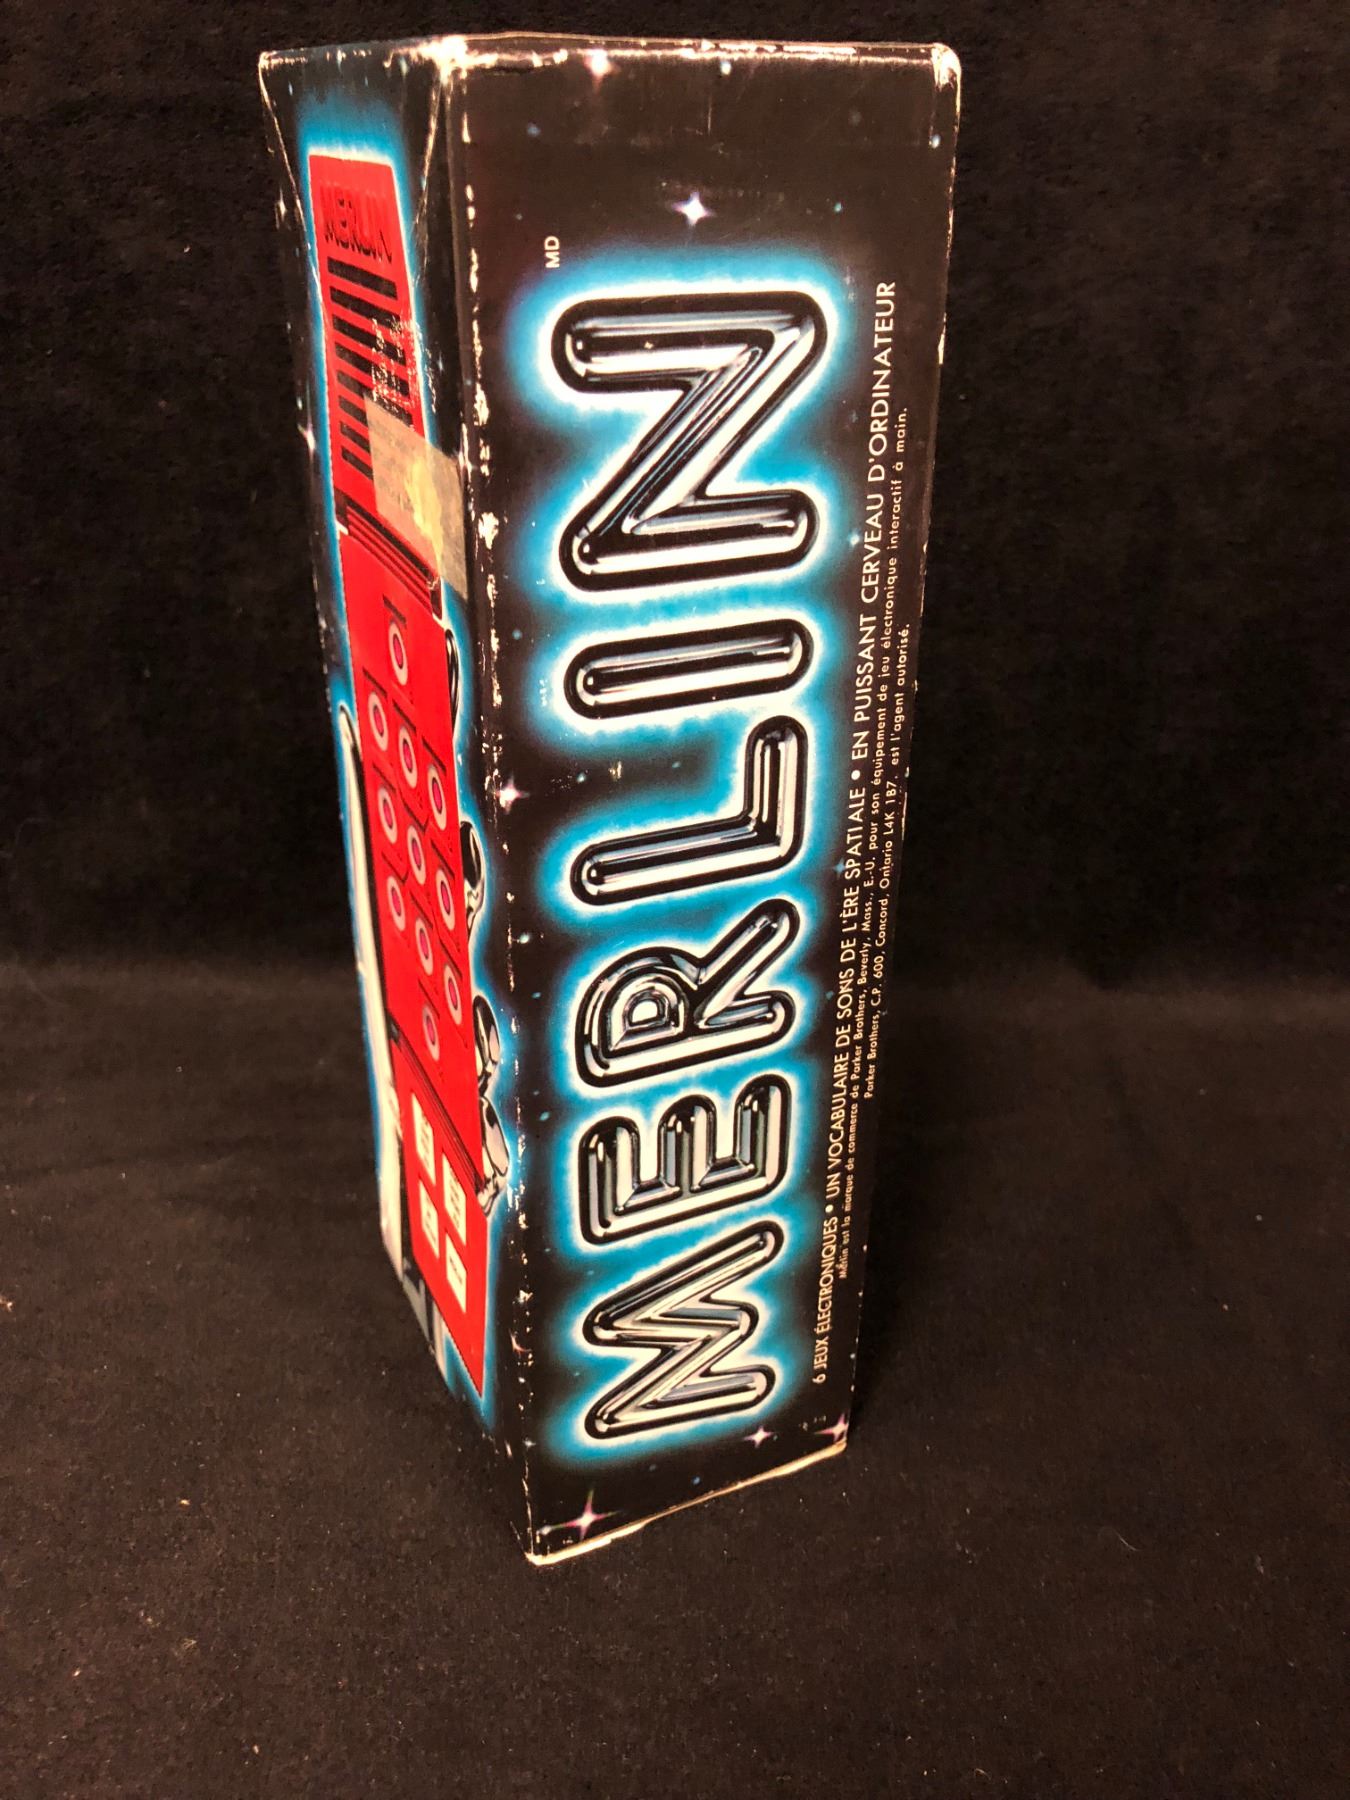 MERLIN
MERLIN MD
6 JEUX ÉLECTRONIQUES • UN VOCABULAIRE DE SONS DE L'ÈRE SPATIALE • EN PUISSANT CERVEAU D'ORDINATEUR
Merlin est la marque de commerce de Parker Brothers, Beverly, Mass., E.-U. pour son équipement de jeu électronique interactif à main.
Parker Brothers, C.P. 600, Concord, Ontario L4K 1B7, est l'agent autorisé.